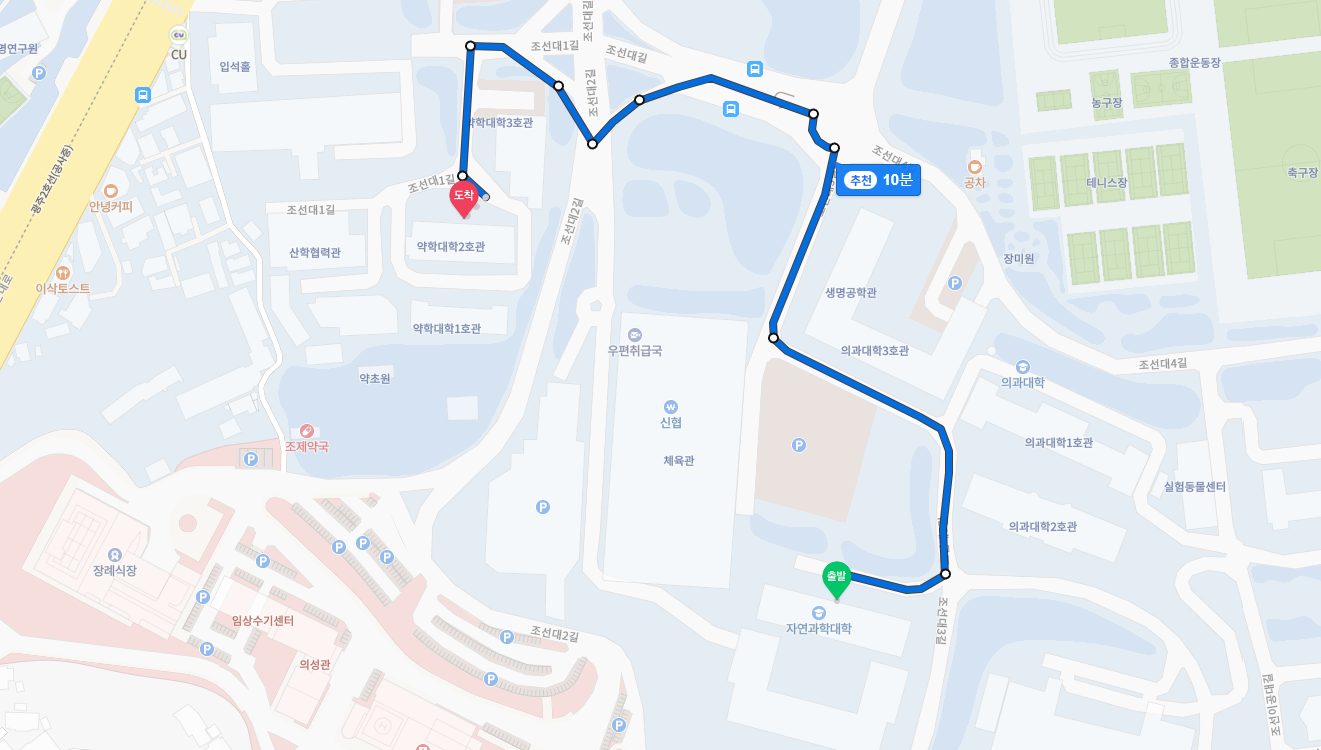 조선대길
조선대1길
조선대길
CU
입석홀
종합운동장
조선대2길
농구장
약학대학3호관
광주2호선(공사중)
공차
축구장
추천 10분
조선대1길
테니스장
안녕커피
도착
조선대1길
조선대2길
약학대학2호관
산학협력관
장미원
이삭토스트
생명공학관
약학대학1호관
우편취급국
의과대학3호관
조선대4길
약초원
의과대학
신협
조제약국
의과대학1호관
체육관
실험동물센터
의과대학2호관
장례식장
출발
임상수기센터
자연과학대학
조선대3길
조선대2길
의성관
조선이공대길